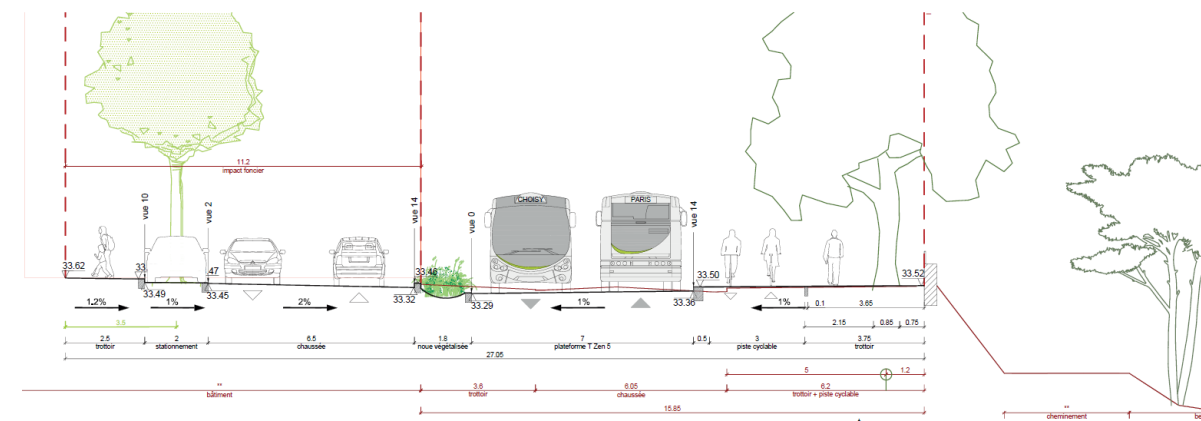 11.2
impact foncier
CHOISY
PARIS
vue 10
vue 2
vue 14
vue 0
vue 14
33.62
33
47
33.46
33.50
33.52
33.49
33.45
33.32
33.29
33.36
1.2%
1%
2%
1%
1%
0.1
3.65
3.5
2.15
0.85
0.75
2.5
2
6.5
1.8
7
0.5
3
3.75
trottoir
stationnement
chaussée
noue végétalisée
plateforme T Zen 5
piste cyclable
trottoir
27.05
5
1.2
**
3.6
6.05
6.2
bâtiment
trottoir
chaussée
trottoir + piste cyclable
15.85
**
cheminement